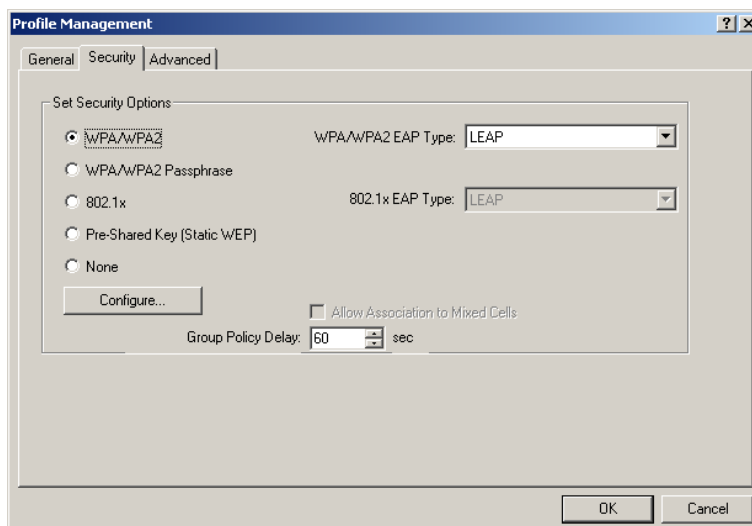 Profile Management
General Security Advanced
Set Security Options
WPA/WPA2 WPA/WPA2 EAP Type: LEAP
WPA/WPA2 Passphrase
802.1x 802.1x EAP Type: LEAP
Pre-Shared Key (Static WEP)
None
Configure...
Allow Association to Mixed Cells
Group Policy Delay: 60 sec
OK Cancel